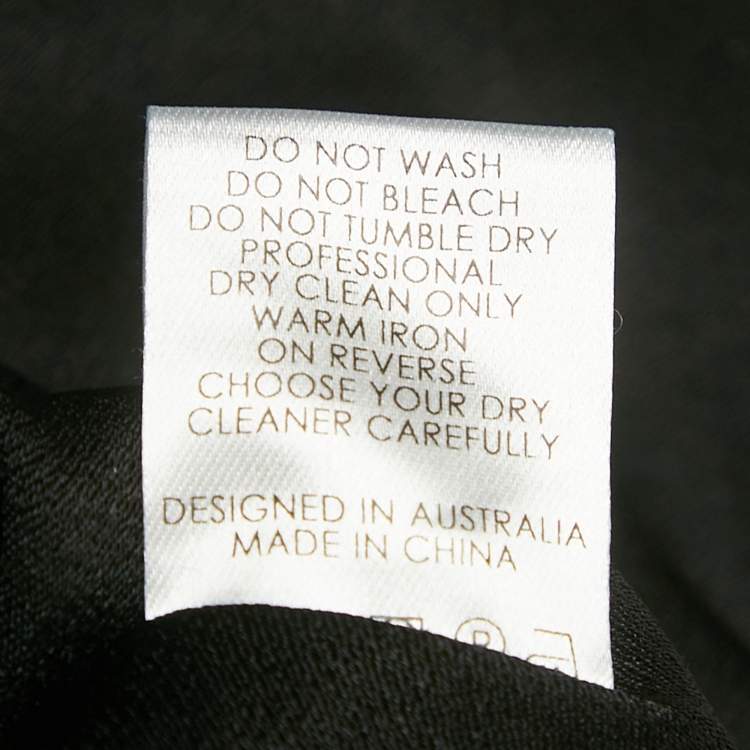 DO NOT WASH
DO NOT BLEACH
DO NOT TUMBLE DRY
PROFESSIONAL
DRY CLEAN ONLY
WARM IRON
ON REVERSE
CHOOSE YOUR DRY
CLEANER CAREFULLY
DESIGNED IN AUSTRALIA
MADE IN CHINA
P